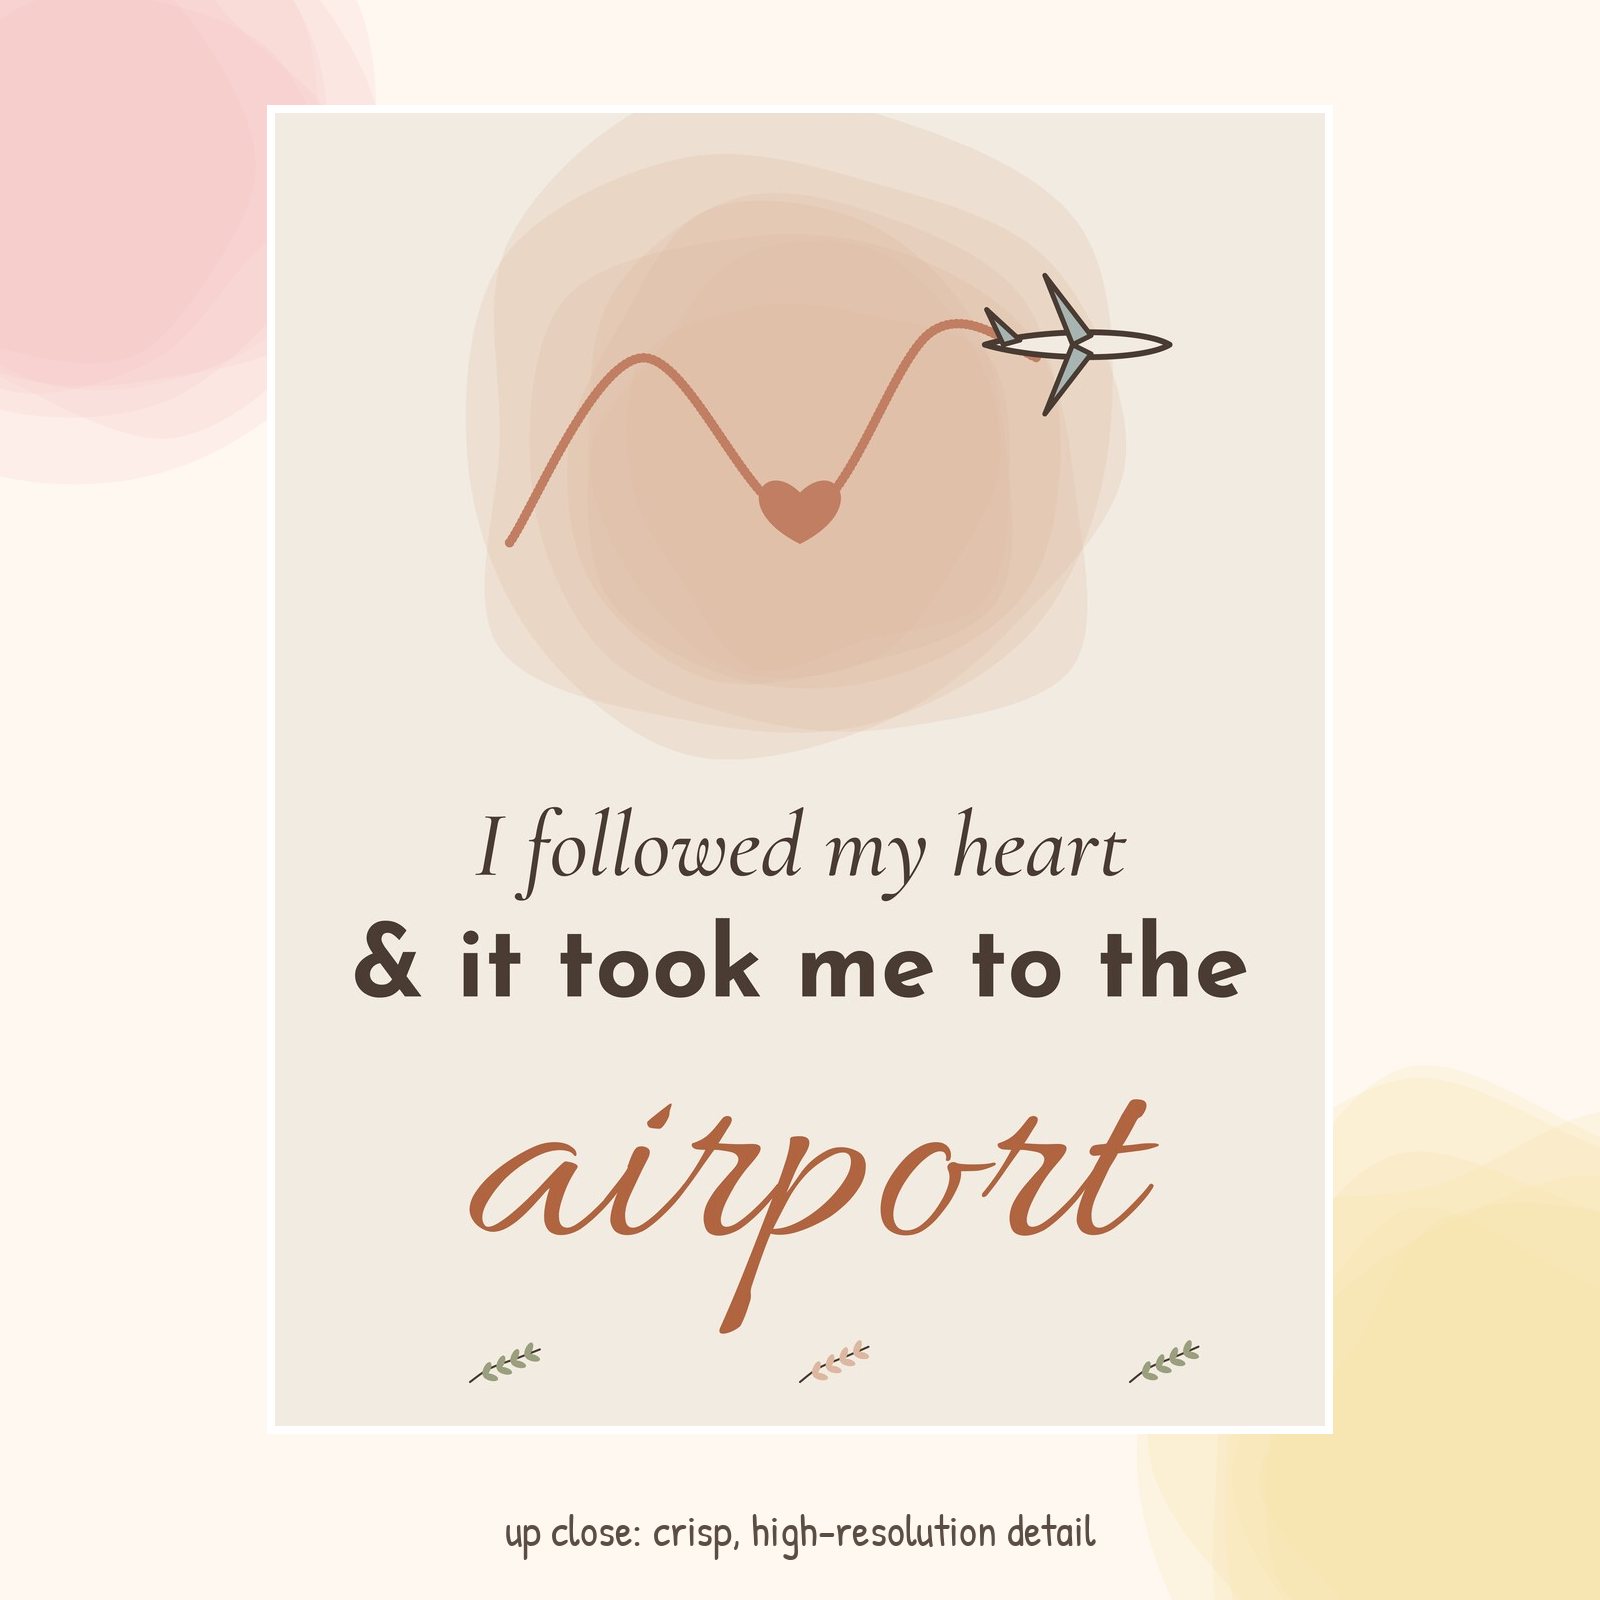 I followed my heart
& it took me to the
airport
up close: crisp, high-resolution detail